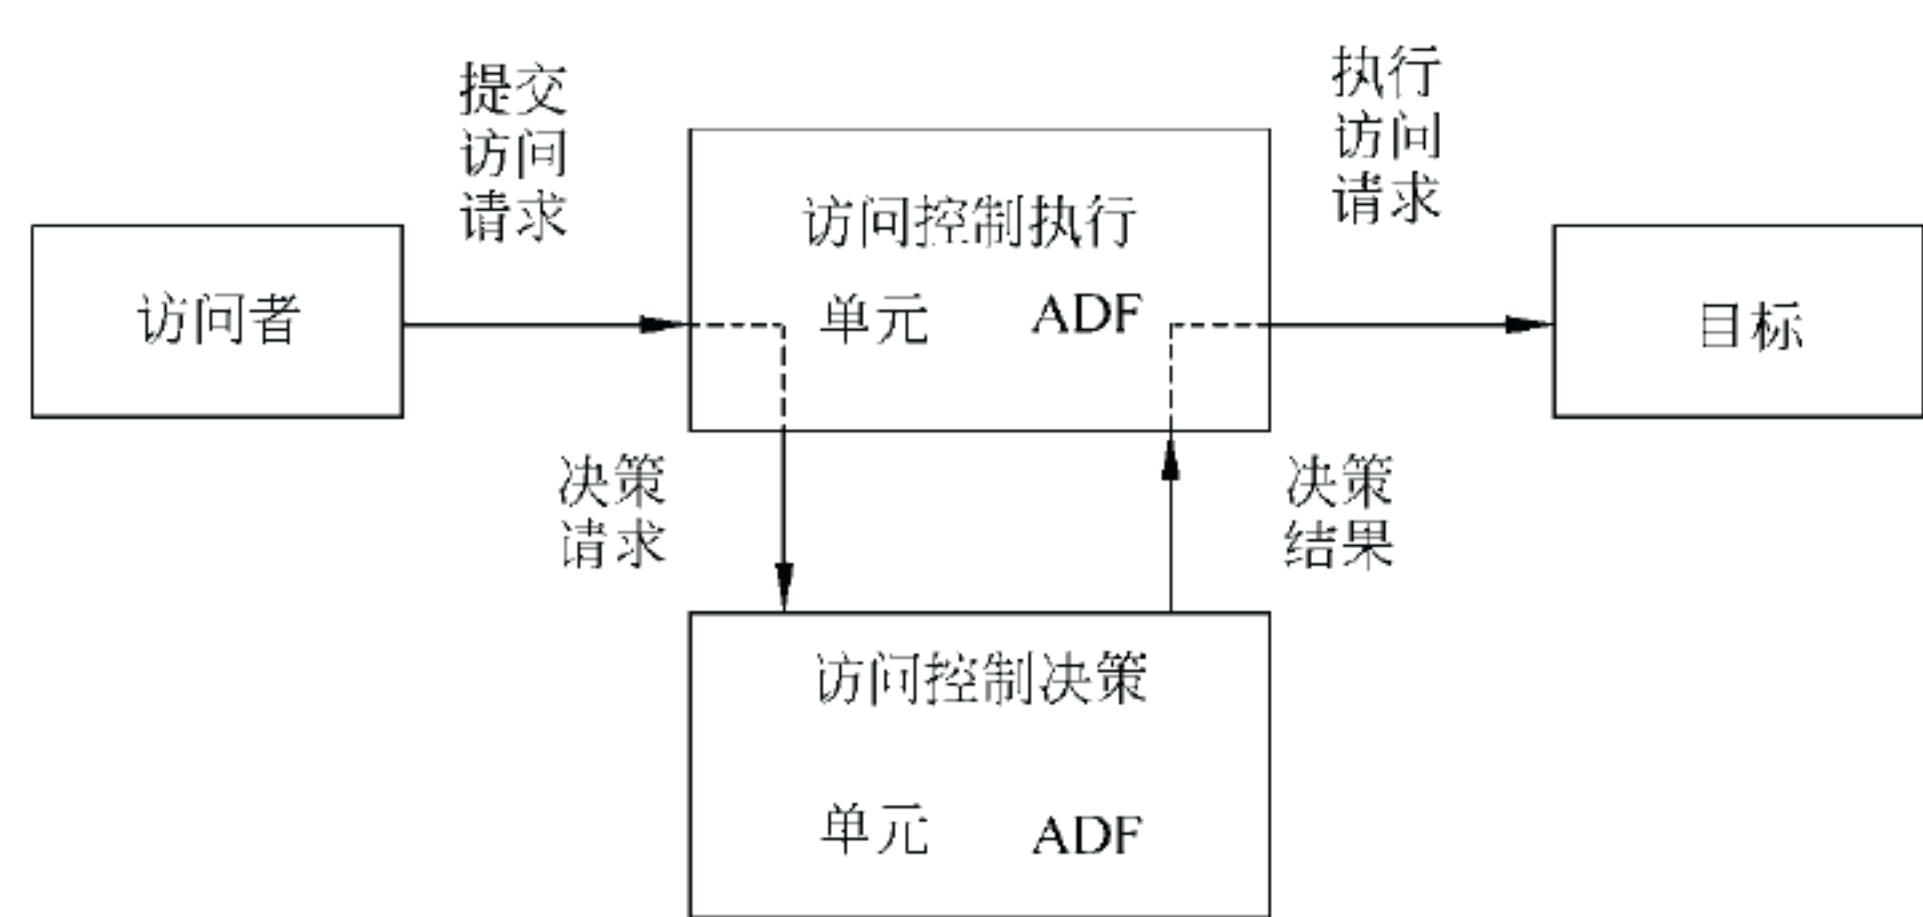 提交
访问
请求
执行
访问
请求
访问者
访问控制执行
单元 ADF
目标
决策
请求
决策
结果
访问控制决策
单元 ADF